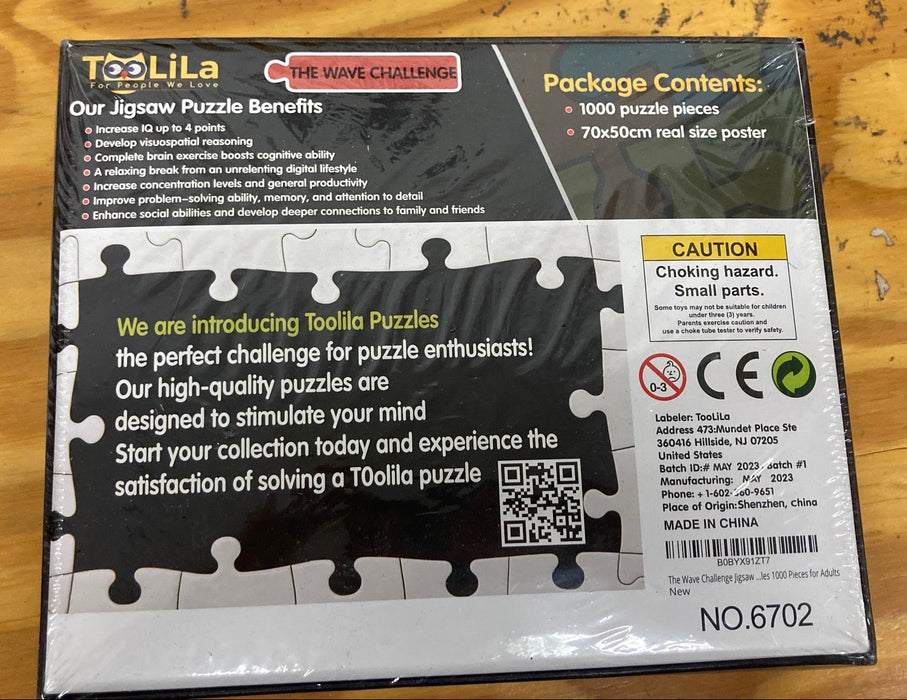 TooLiLa
For People We Love
THE WAVE CHALLENGE
Our Jigsaw Puzzle Benefits
Increase IQ up to 4 points
Develop visuospatial reasoning
Complete brain exercise boosts cognitive ability
A relaxing break from an unrelenting digital lifestyle
Increase concentration levels and general productivity
Improve problem-solving ability, memory, and attention to detail
Enhance social abilities and develop deeper connections to family and friends
Package Contents:
1000 puzzle pieces
70x50cm real size poster
We are introducing Toolila Puzzles
the perfect challenge for puzzle enthusiasts!
Our high-quality puzzles are
designed to stimulate your mind
Start your collection today and experience the
satisfaction of solving a T0olila puzzle
CAUTION
Choking hazard.
Small parts.
Some toys may not be suitable for children
under three (3) years.
Parents exercise caution and
use a choke tube tester to verify safety.
0-3
CE
Labeler: TooLiLa
Address 473:Mundet Place Ste
360416 Hillside, NJ 07205
United States
Batch ID:# MAY 2023 batch #1
Manufacturing: MAY 2023
Phone: +1-602- 60-9651
Place of Origin:Shenzhen, china
MADE IN CHINA
B0BYX91ZT7
The Wave Challenge Jigsaw ...les 1000 Pieces for Adults
New
NO.6702